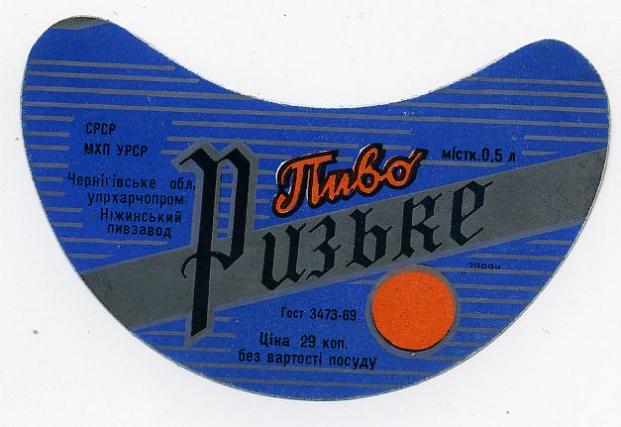 СРСР
МХП УРСР
Чернігівське обл.
упрхарчопром
Ніжинський
пивзавод
Пиво
містк.0,5 л
Ризьке
Гост 3473-69
Ціна 29 коп.
без вартості посуду